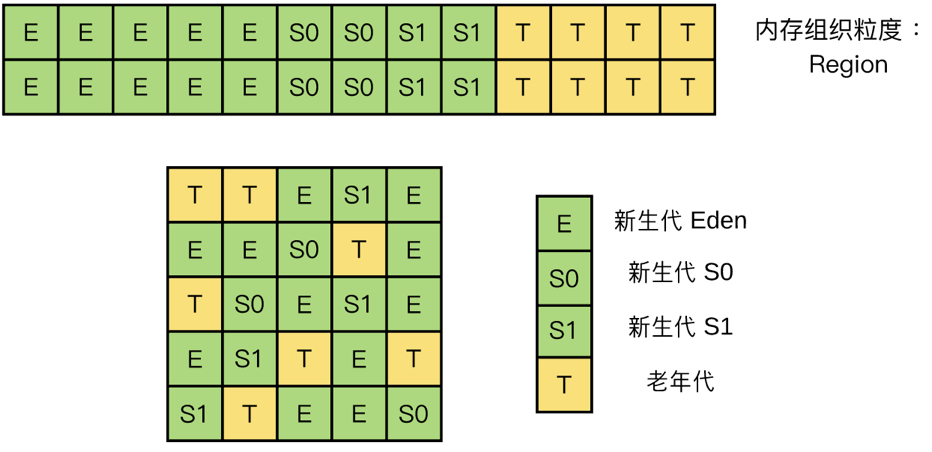 E E E E E S0 S0 S1 S1 T T T T
E E E E E S0 S0 S1 S1 T T T T
内存组织粒度：
Region
T T E S1 E
E E S0 T E
T S0 E S1 E
E S1 T E T
S1 T E E S0
E 新生代 Eden
S0 新生代 S0
S1 新生代 S1
T 老年代